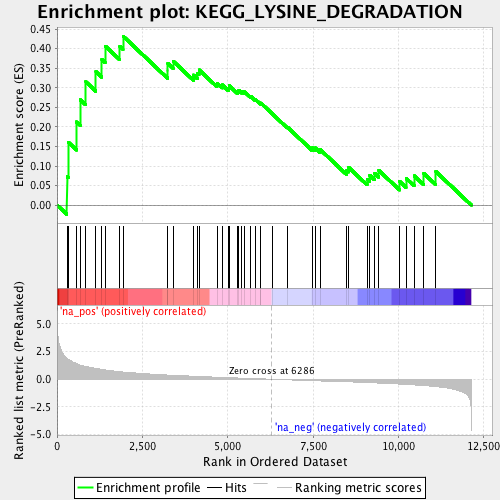 Enrichment plot: KEGG_LYSINE_DEGRADATION
Enrichment score (ES)
0.45
0.40
0.35
0.30
0.25
0.20
0.15
0.10
0.05
0.00
'na_pos' (positively correlated)
Ranked list metric (PreRanked)
5.0
2.5
0.0
-2.5
-5.0
Zero cross at 6286
'na_neg' (negatively correlated)
0
2,500
5,000
7,500
10,000
12,500
Rank in Ordered Dataset
Enrichment profile
Hits
Ranking metric scores